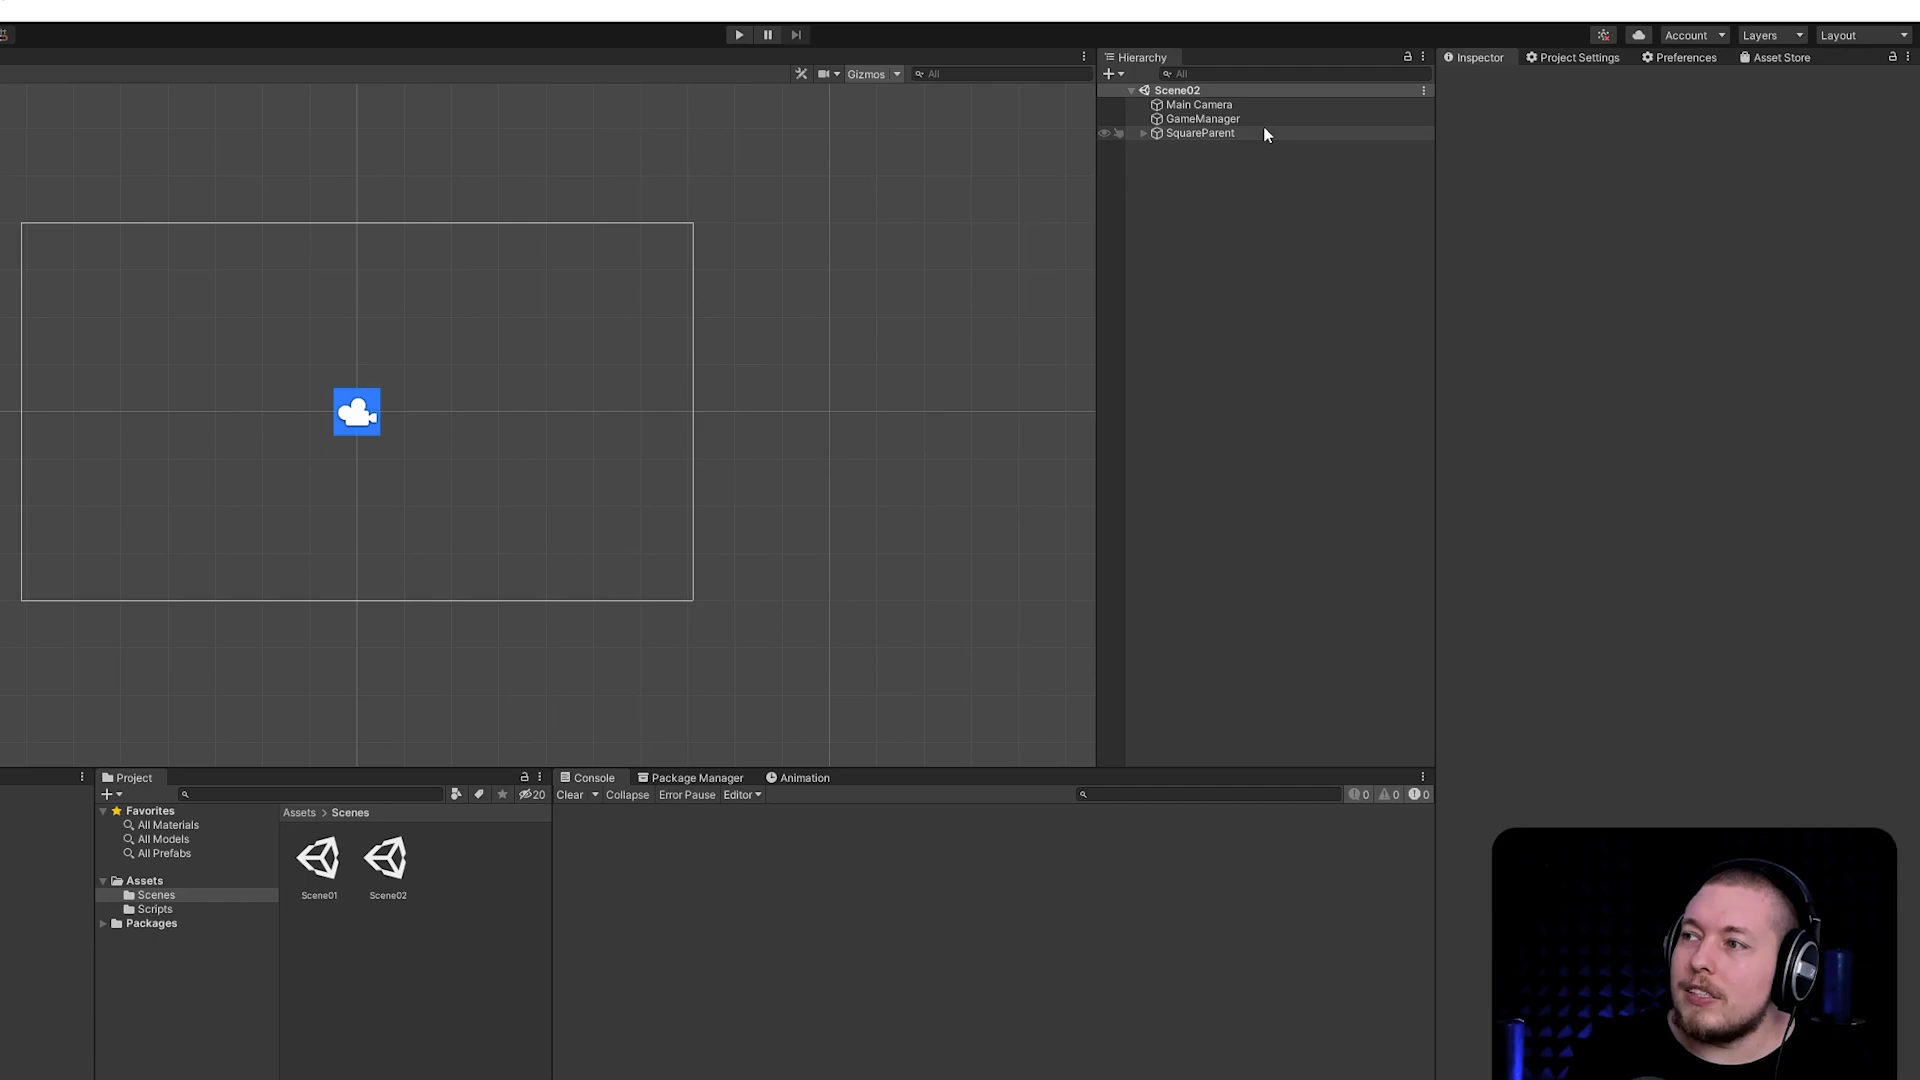 Account
Layers
Layout
Hierarchy
Inspector
Project Settings
Preferences
Asset Store
Gizmos
All
All
Scene02
Main Camera
GameManager
SquareParent
Project
Console
Package Manager
Animation
20
Clear
Collapse
Error Pause
Editor
0
0
0
Favorites
All Materials
All Models
All Prefabs
Assets
Scenes
Scripts
Packages
Assets > Scenes
Scene01
Scene02